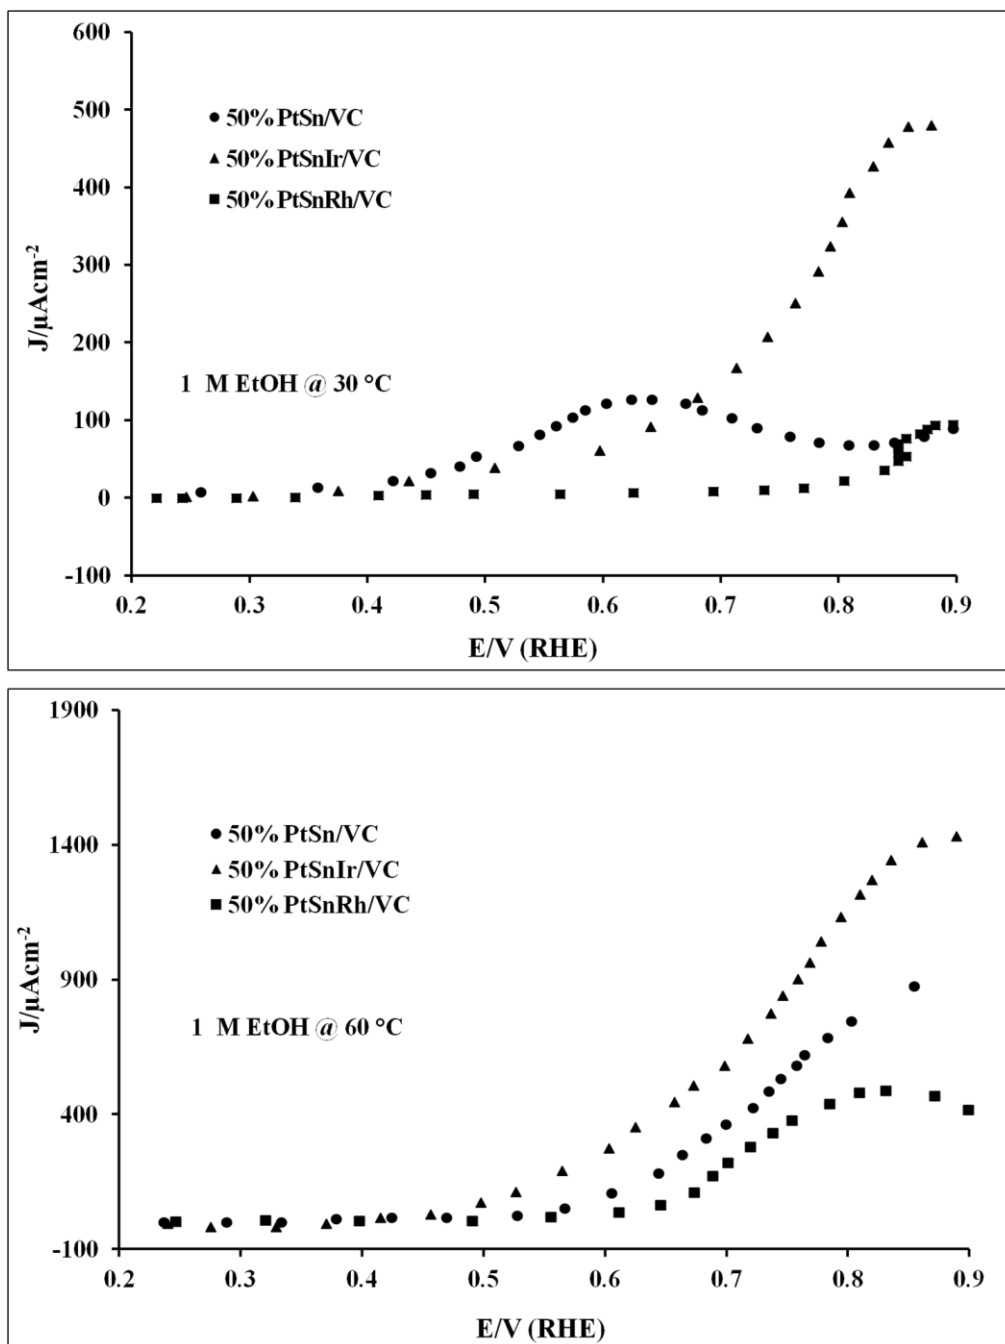 600
500
400
300
200
100
0
-100
J/µAcm⁻²
● 50% PtSn/VC
▲ 50% PtSnIr/VC
■ 50% PtSnRh/VC
1 M EtOH @ 30 °C
0.2 0.3 0.4 0.5 0.6 0.7 0.8 0.9
E/V (RHE)
1900
1400
900
400
-100
J/µAcm⁻²
● 50% PtSn/VC
▲ 50% PtSnIr/VC
■ 50% PtSnRh/VC
1 M EtOH @ 60 °C
0.2 0.3 0.4 0.5 0.6 0.7 0.8 0.9
E/V (RHE)